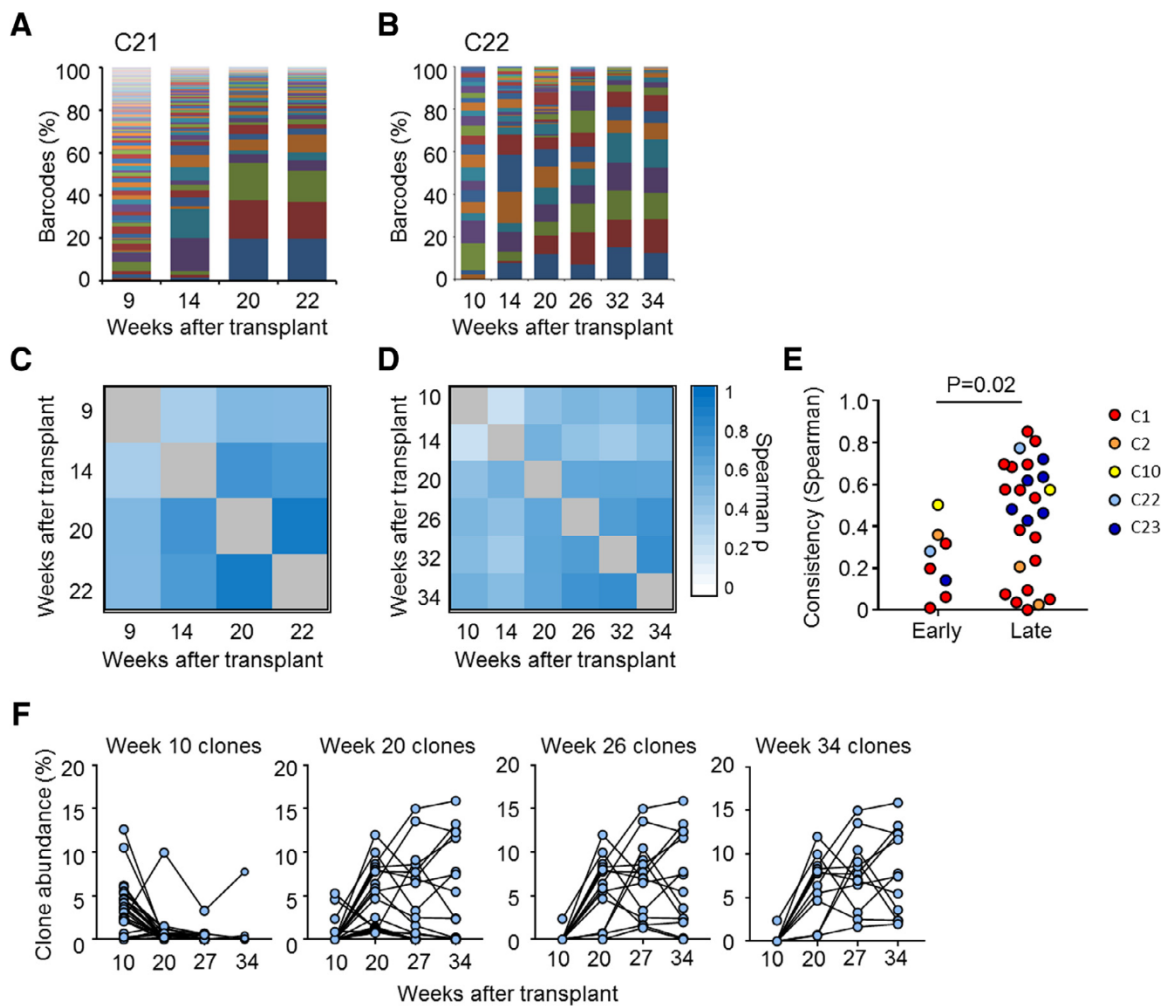 A
C21
100
80
60
40
20
0
Barcodes (%)
9 14 20 22
Weeks after transplant
B
C22
100
80
60
40
20
0
Barcodes (%)
10 14 20 26 32 34
Weeks after transplant
C
Weeks after transplant
9
14
20
22
9 14 20 22
Weeks after transplant
D
Weeks after transplant
10
14
20
26
32
34
10 14 20 26 32 34
Weeks after transplant
1
0.8
0.6
0.4
0.2
0
Spearman ρ
E
P=0.02
Consistency (Spearman)
1.0
0.8
0.6
0.4
0.2
0
Early Late
C1
C2
C10
C22
C23
F
Clone abundance (%)
Week 10 clones
20
15
10
5
0
10 20 27 34
Week 20 clones
20
15
10
5
0
10 20 27 34
Week 26 clones
20
15
10
5
0
10 20 27 34
Week 34 clones
20
15
10
5
0
10 20 27 34
Weeks after transplant